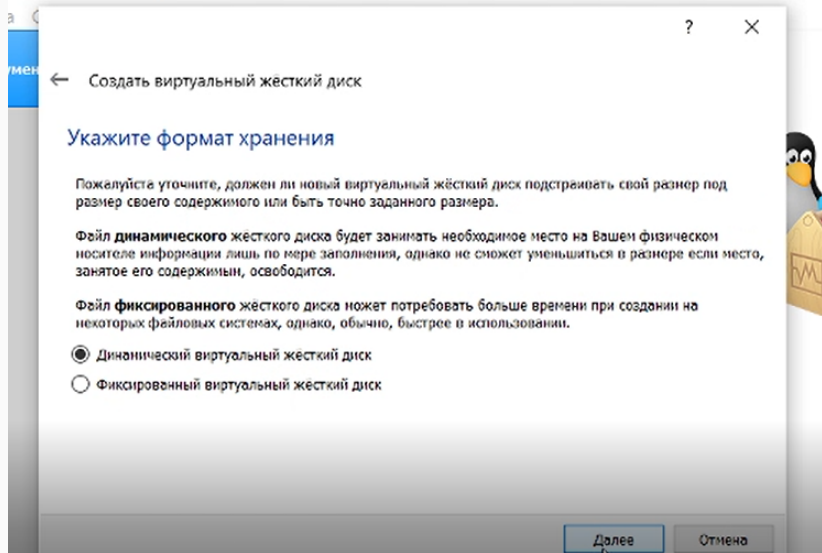 ?
умен
Создать виртуальный жёсткий диск
Укажите формат хранения
Пожалуйста уточните, должен ли новый виртуальный жёсткий диск подстраивать свой размер под
размер своего содержимого или быть точно заданного размера.
Файл динамического жёсткого диска будет занимать необходимое место на Вашем физическом
носителе информации лишь по мере заполнения, однако не сможет уменьшиться в размере если место,
занятое его содержимым, освободится.
Файл фиксированного жёсткого диска может потребовать больше времени при создании на
некоторых файловых системах, однако, обычно, быстрее в использовании.
Динамический виртуальный жёсткий диск
Фиксированный виртуальный жёсткий диск
Далее
Отмена